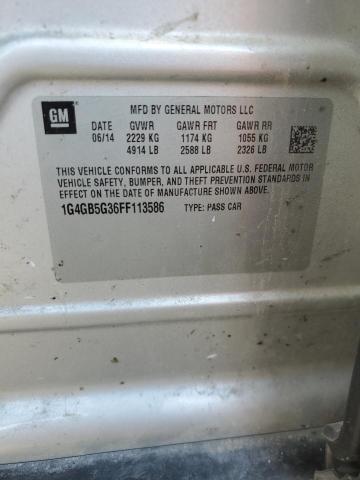 GM
MFD BY GENERAL MOTORS LLC
DATE GVWR GAWR FRT GAWR RR
06/14 2229 KG 1174 KG 1055 KG
4914 LB 2588 LB 2326 LB
THIS VEHICLE CONFORMS TO ALL APPLICABLE U.S. FEDERAL MOTOR
VEHICLE SAFETY, BUMPER, AND THEFT PREVENTION STANDARDS IN
EFFECT ON THE DATE OF MANUFACTURE SHOWN ABOVE.
1G4GB5G36FF113586 TYPE: PASS CAR